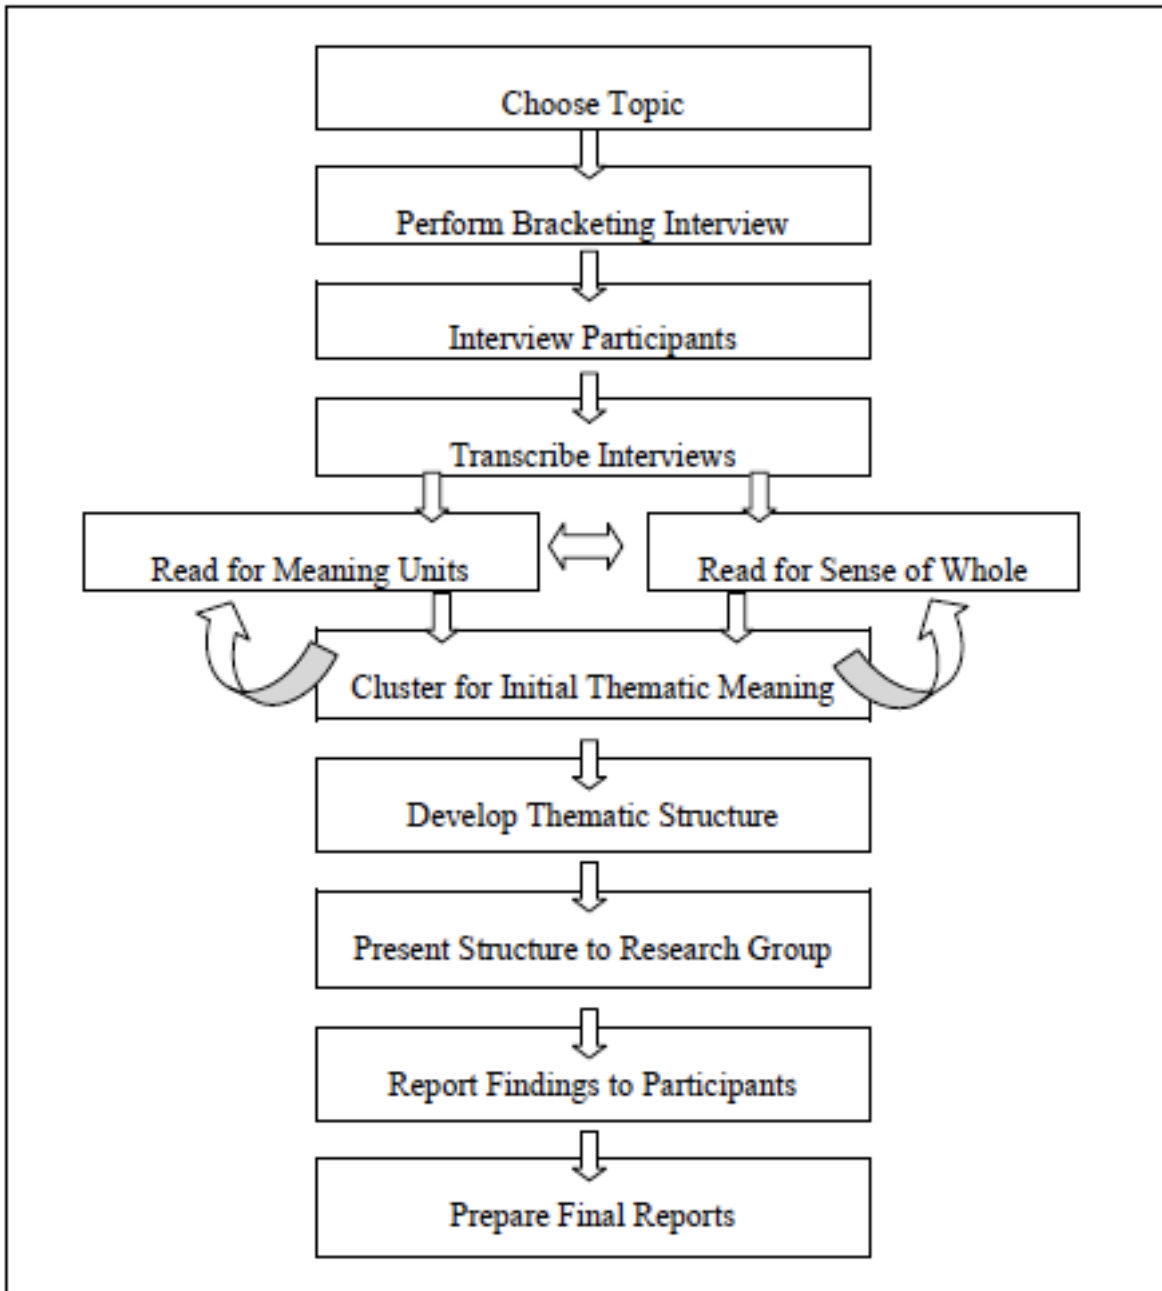 Choose Topic
Perform Bracketing Interview
Interview Participants
Transcribe Interviews
Read for Meaning Units
Read for Sense of Whole
Cluster for Initial Thematic Meaning
Develop Thematic Structure
Present Structure to Research Group
Report Findings to Participants
Prepare Final Reports